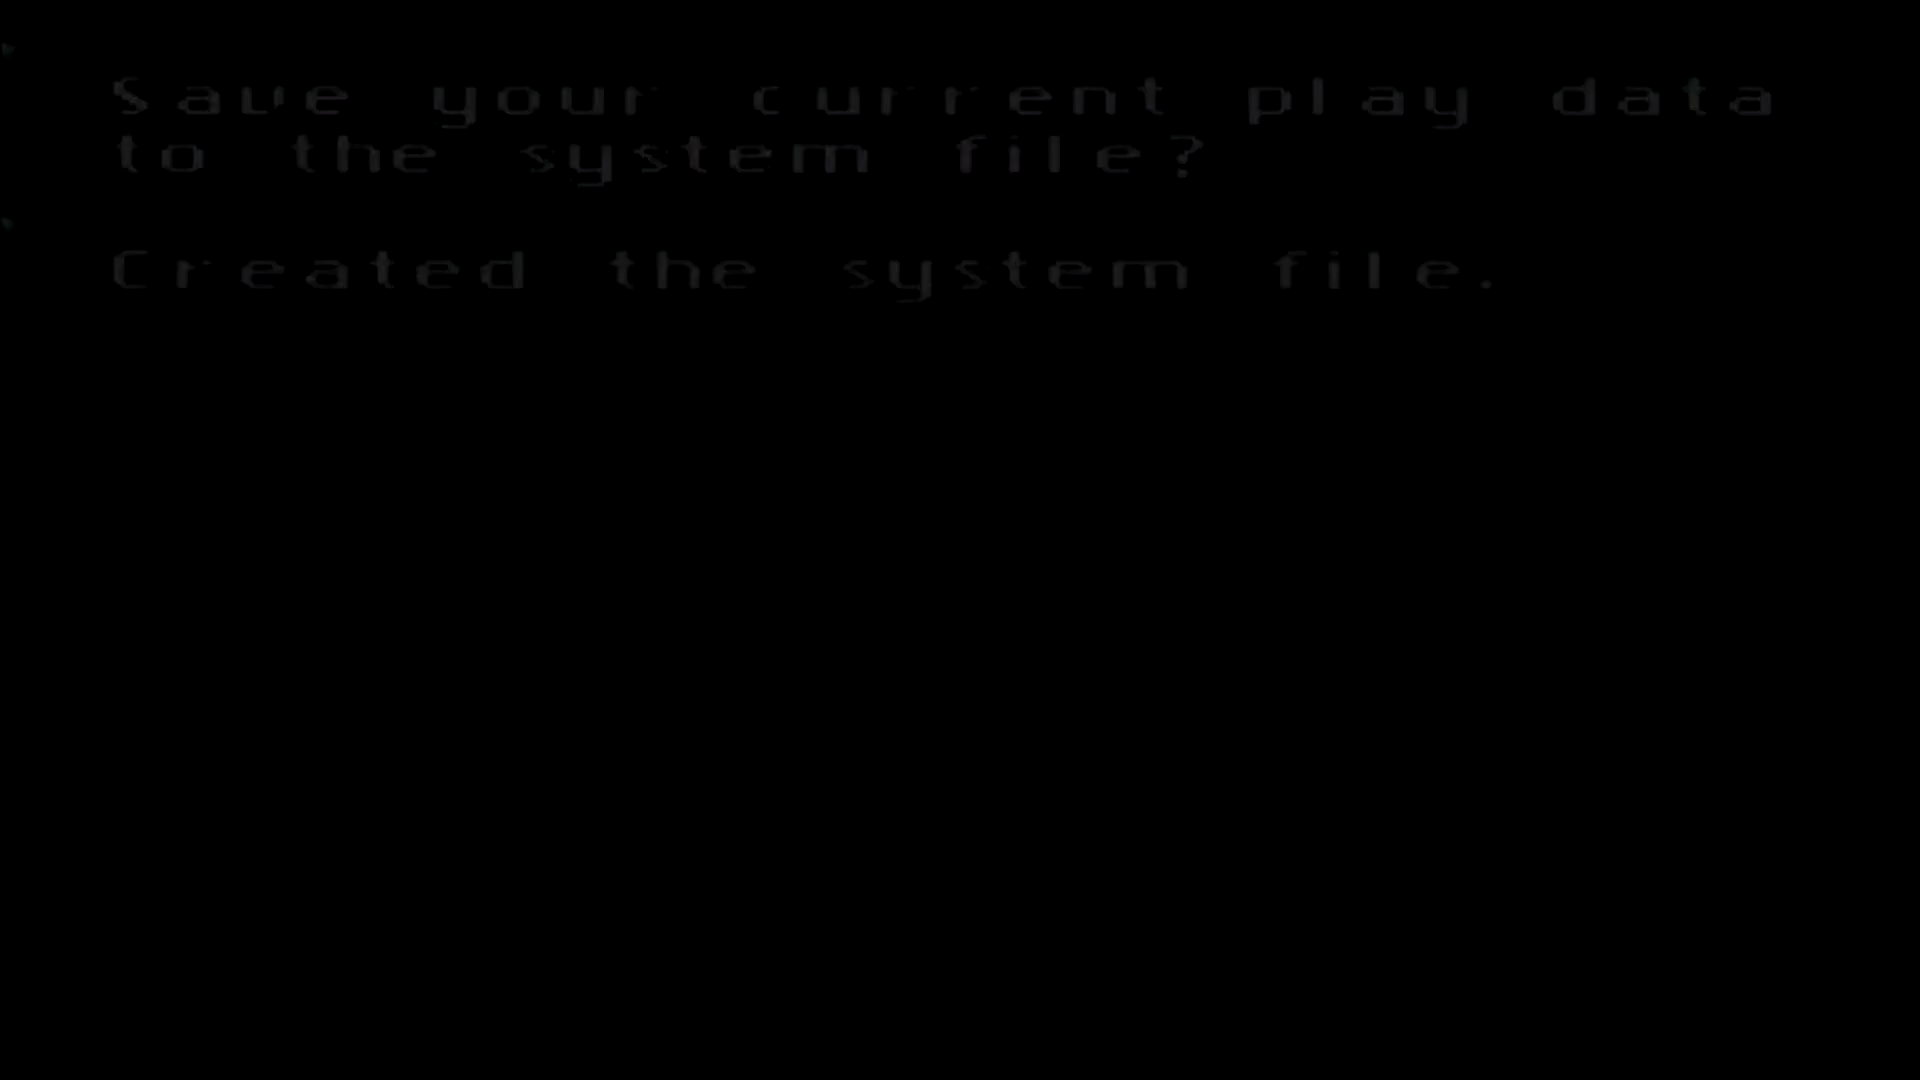 Save your current play data
to the system file?
Created the system file.